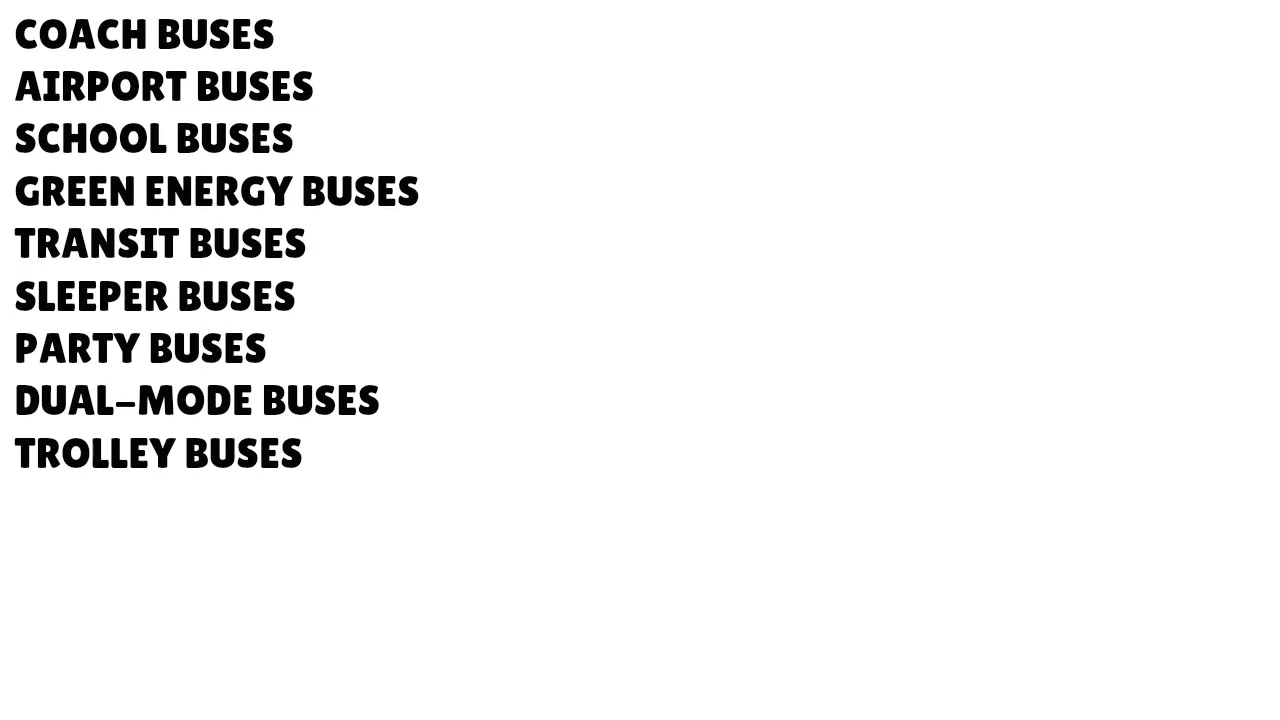 COACH BUSES
AIRPORT BUSES
SCHOOL BUSES
GREEN ENERGY BUSES
TRANSIT BUSES
SLEEPER BUSES
PARTY BUSES
DUAL-MODE BUSES
TROLLEY BUSES